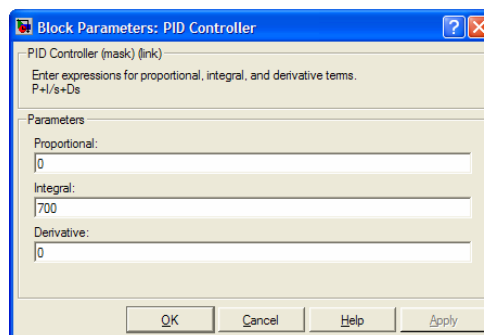 Block Parameters: PID Controller
PID Controller (mask) (link)
Enter expressions for proportional, integral, and derivative terms.
P+I/s+Ds
Parameters
Proportional:
0
Integral:
700
Derivative:
0
OK Cancel Help Apply